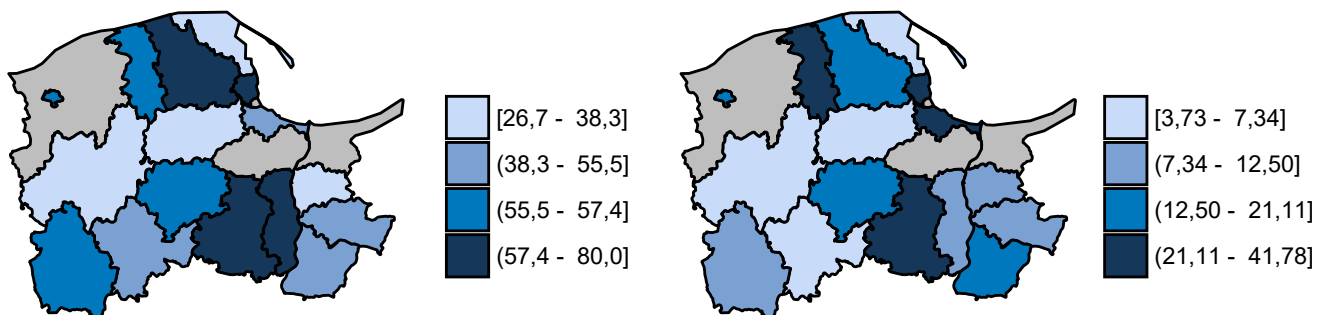 [26,7 - 38,3]
(38,3 - 55,5]
(55,5 - 57,4]
(57,4 - 80,0]
[3,73 - 7,34]
(7,34 - 12,50]
(12,50 - 21,11]
(21,11 - 41,78]